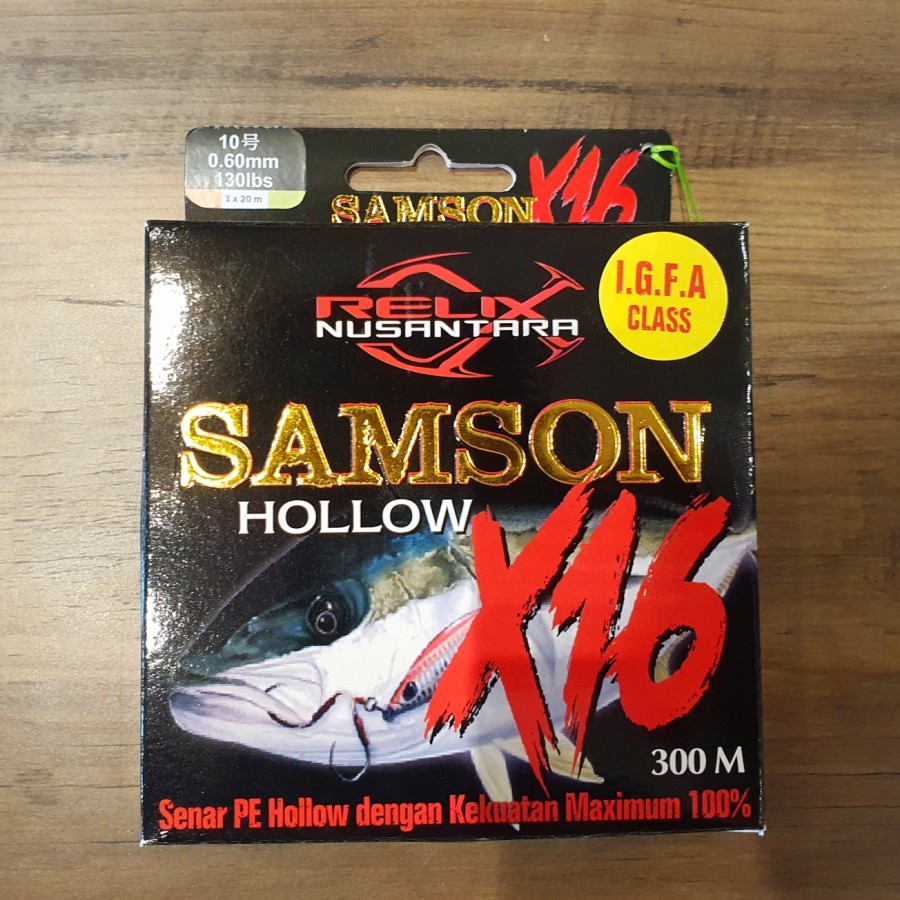 10号
0.60mm
130lbs
3 x 20 m
SAMSON X16
I.G.F.A
CLASS
RELIX
NUSANTARA
SAMSON
HOLLOW
X16
300 M
Senar PE Hollow dengan Kekuatan Maximum 100%